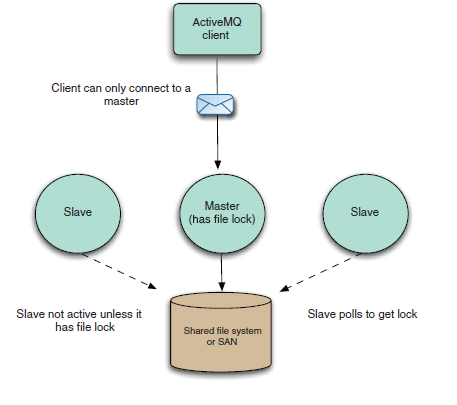 ActiveMQ
client
Client can only connect to a
master
Slave
Master
(has file lock)
Slave
Slave not active unless it
has file lock
Shared file system
or SAN
Slave polls to get lock